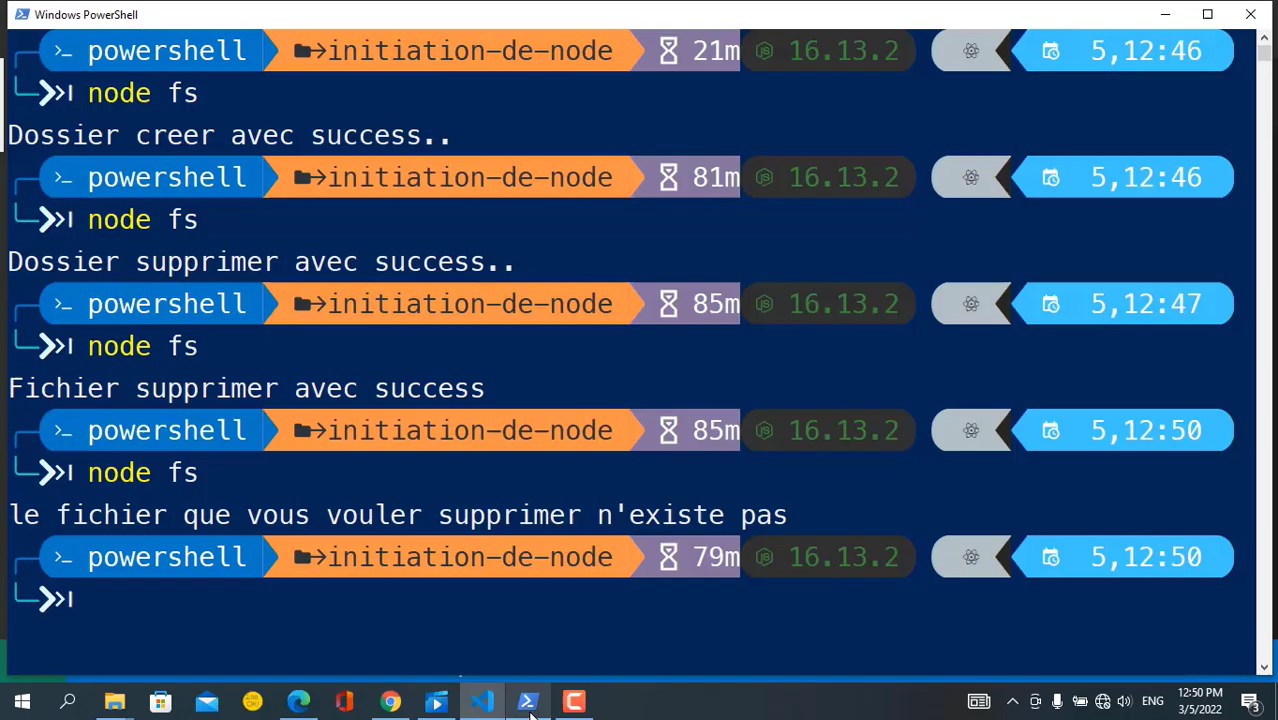 Windows PowerShell
powershell initiation-de-node 21m 16.13.2 5,12:46
node fs
Dossier creer avec success..
powershell initiation-de-node 81m 16.13.2 5,12:46
node fs
Dossier supprimer avec success..
powershell initiation-de-node 85m 16.13.2 5,12:47
node fs
Fichier supprimer avec success
powershell initiation-de-node 85m 16.13.2 5,12:50
node fs
le fichier que vous vouler supprimer n'existe pas
powershell initiation-de-node 79m 16.13.2 5,12:50
ENG
12:50 PM
3/5/2022
3